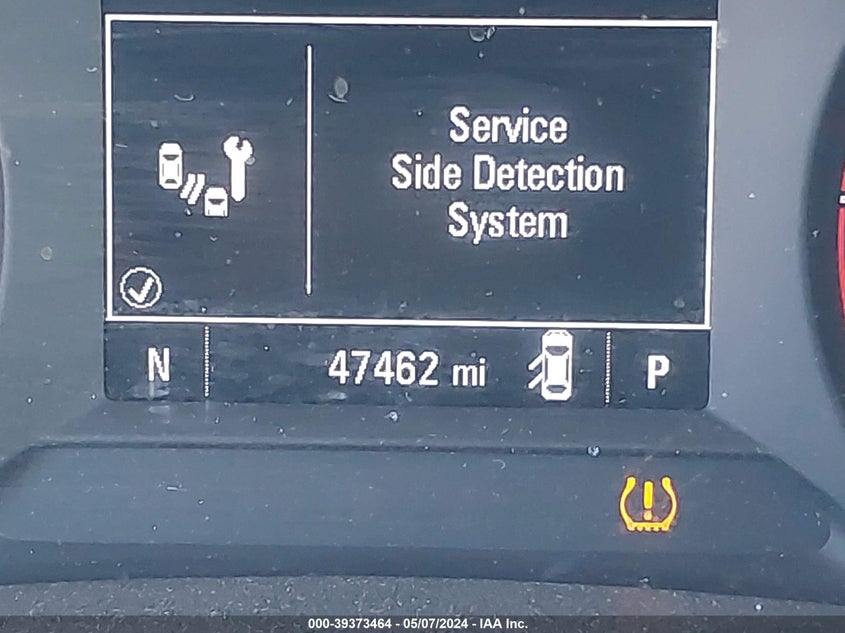 Service
Side Detection
System
N 47462 mi P
000-39373464 - 05/07/2024 - IAA Inc.